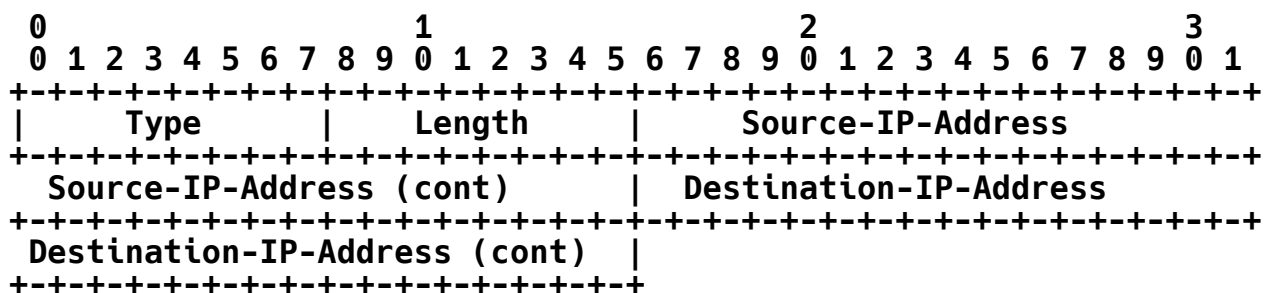 0                   1                   2                   3
 0 1 2 3 4 5 6 7 8 9 0 1 2 3 4 5 6 7 8 9 0 1 2 3 4 5 6 7 8 9 0 1
+-+-+-+-+-+-+-+-+-+-+-+-+-+-+-+-+-+-+-+-+-+-+-+-+-+-+-+-+-+-+-+-+
|     Type      |    Length     |     Source-IP-Address
+-+-+-+-+-+-+-+-+-+-+-+-+-+-+-+-+-+-+-+-+-+-+-+-+-+-+-+-+-+-+-+-+
  Source-IP-Address (cont)      |  Destination-IP-Address
+-+-+-+-+-+-+-+-+-+-+-+-+-+-+-+-+-+-+-+-+-+-+-+-+-+-+-+-+-+-+-+-+
 Destination-IP-Address (cont)  |
+-+-+-+-+-+-+-+-+-+-+-+-+-+-+-+-+